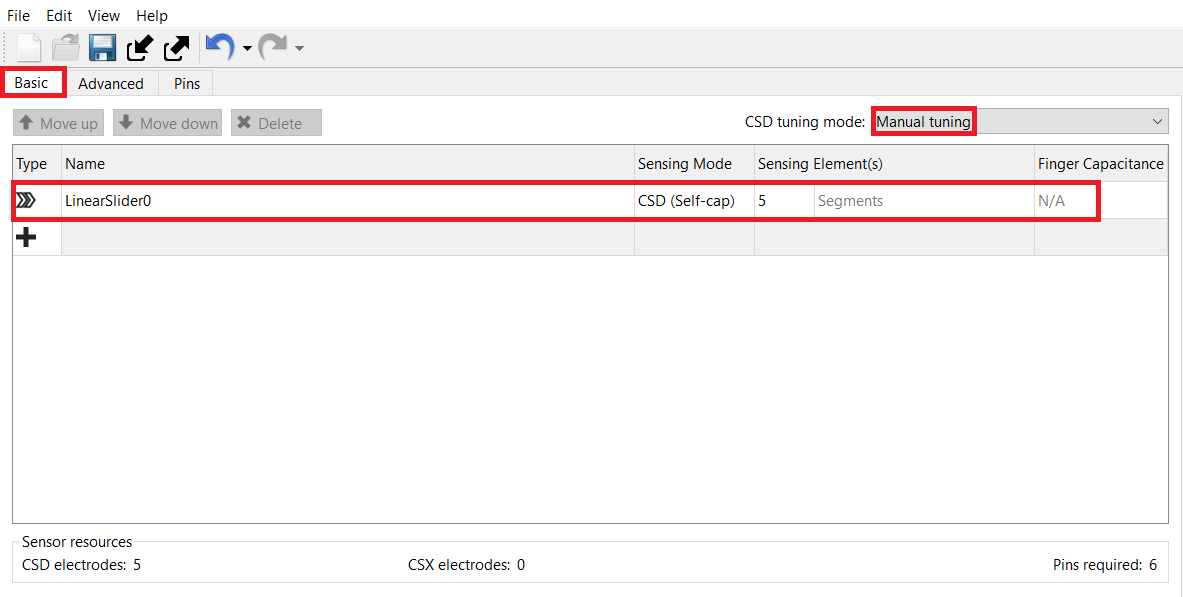 File Edit View Help
Basic Advanced Pins
Move up Move down Delete CSD tuning mode: Manual tuning
Type Name Sensing Mode Sensing Element(s) Finger Capacitance
LinearSlider0 CSD (Self-cap) 5 Segments N/A
Sensor resources
CSD electrodes: 5 CSX electrodes: 0 Pins required: 6